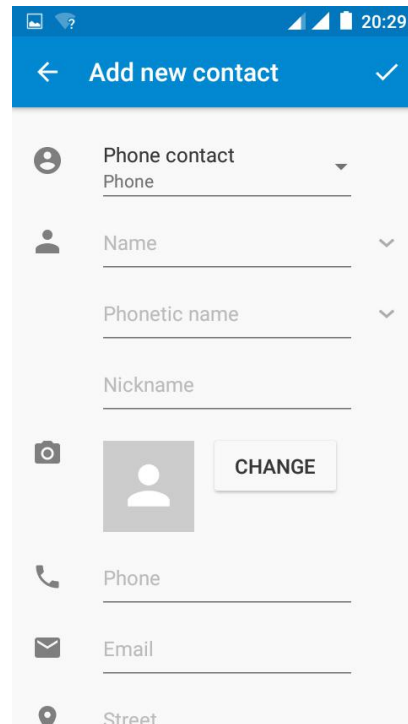 20:29
Add new contact
Phone contact
Phone
Name
Phonetic name
Nickname
CHANGE
Phone
Email
Street